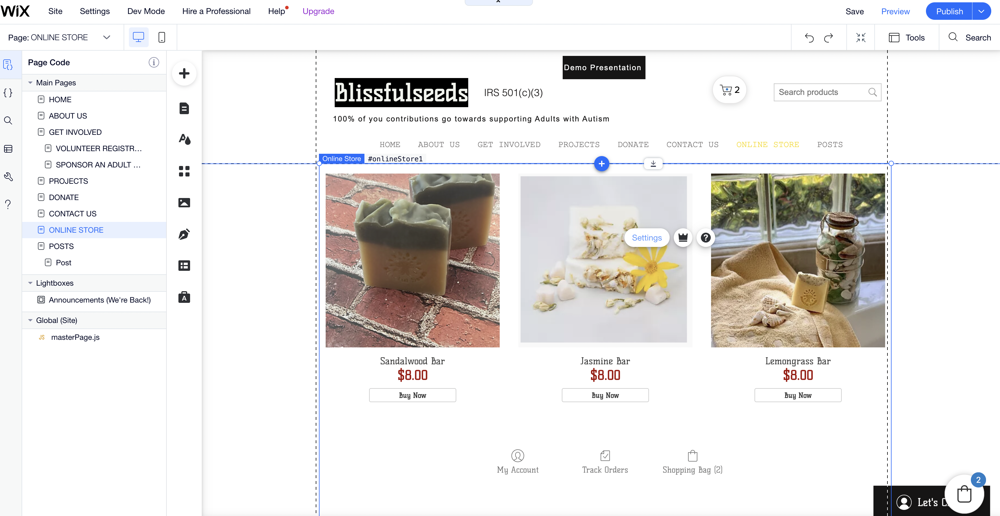 WiX Site Settings Dev Mode Hire a Professional Help Upgrade Save Preview Publish
Page: ONLINE STORE Tools Search
Page Code
Main Pages
HOME
ABOUT US
GET INVOLVED
VOLUNTEER REGISTR...
SPONSOR AN ADULT ...
PROJECTS
DONATE
CONTACT US
ONLINE STORE
POSTS
Post
Lightboxes
Announcements (We're Back!)
Global (Site)
JS masterPage.js
Demo Presentation
Blissfulseeds IRS 501(c)(3) 2 Search products
100% of you contributions go towards supporting Adults with Autism
HOME ABOUT US GET INVOLVED PROJECTS DONATE CONTACT US ONLINE STORE POSTS
Online Store #onlineStore1
Settings
Sandalwood Bar Jasmine Bar Lemongrass Bar
$8.00 $8.00 $8.00
Buy Now Buy Now Buy Now
My Account Track Orders Shopping Bag (2)
2
Let's